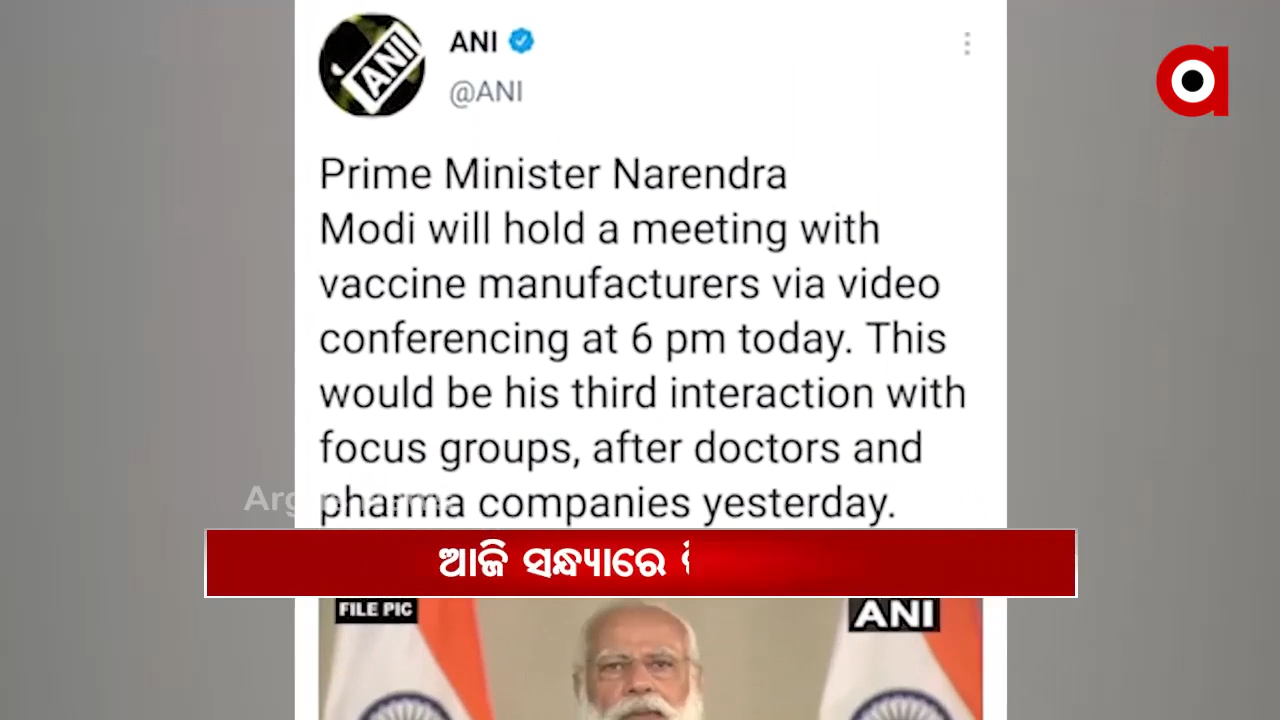 ANI
@ANI
Prime Minister Narendra
Modi will hold a meeting with
vaccine manufacturers via video
conferencing at 6 pm today. This
would be his third interaction with
focus groups, after doctors and
pharma companies yesterday.
ଆଜି ସନ୍ଧ୍ୟାରେ
FILE PIC
ANI